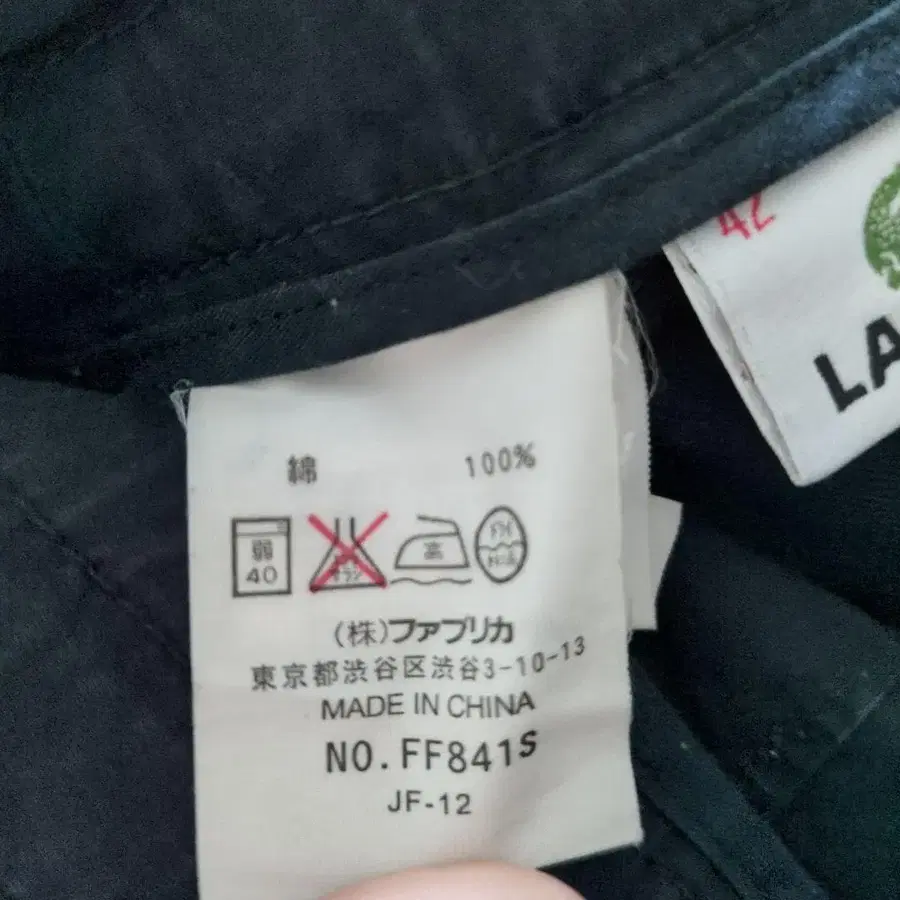 42
LA
綿 100%
弱
40
高
(株)ファブリカ
東京都渋谷区渋谷3-10-13
MADE IN CHINA
NO.FF841S
JF-12